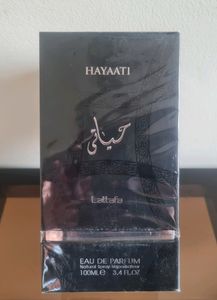 HAYAATI
حياتي
Lattafa
EAU DE PARFUM
Natural Spray Vaporisateur
100ML℮ 3.4 FL.OZ